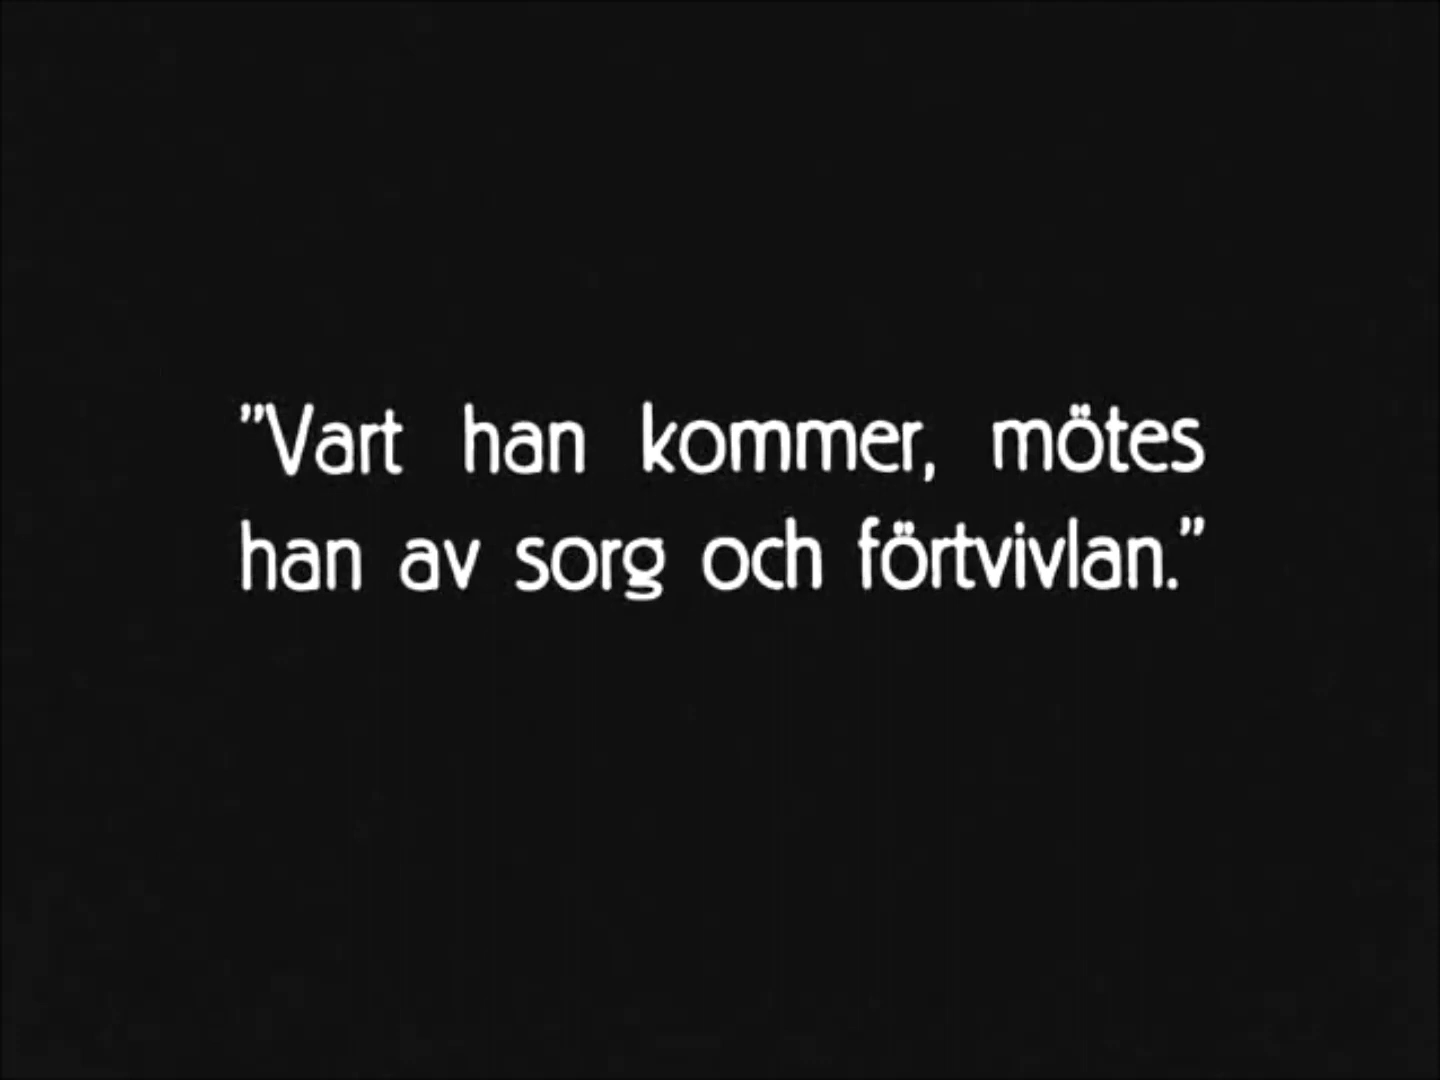 ”Vart han kommer, mötes
han av sorg och förtvivlan.”